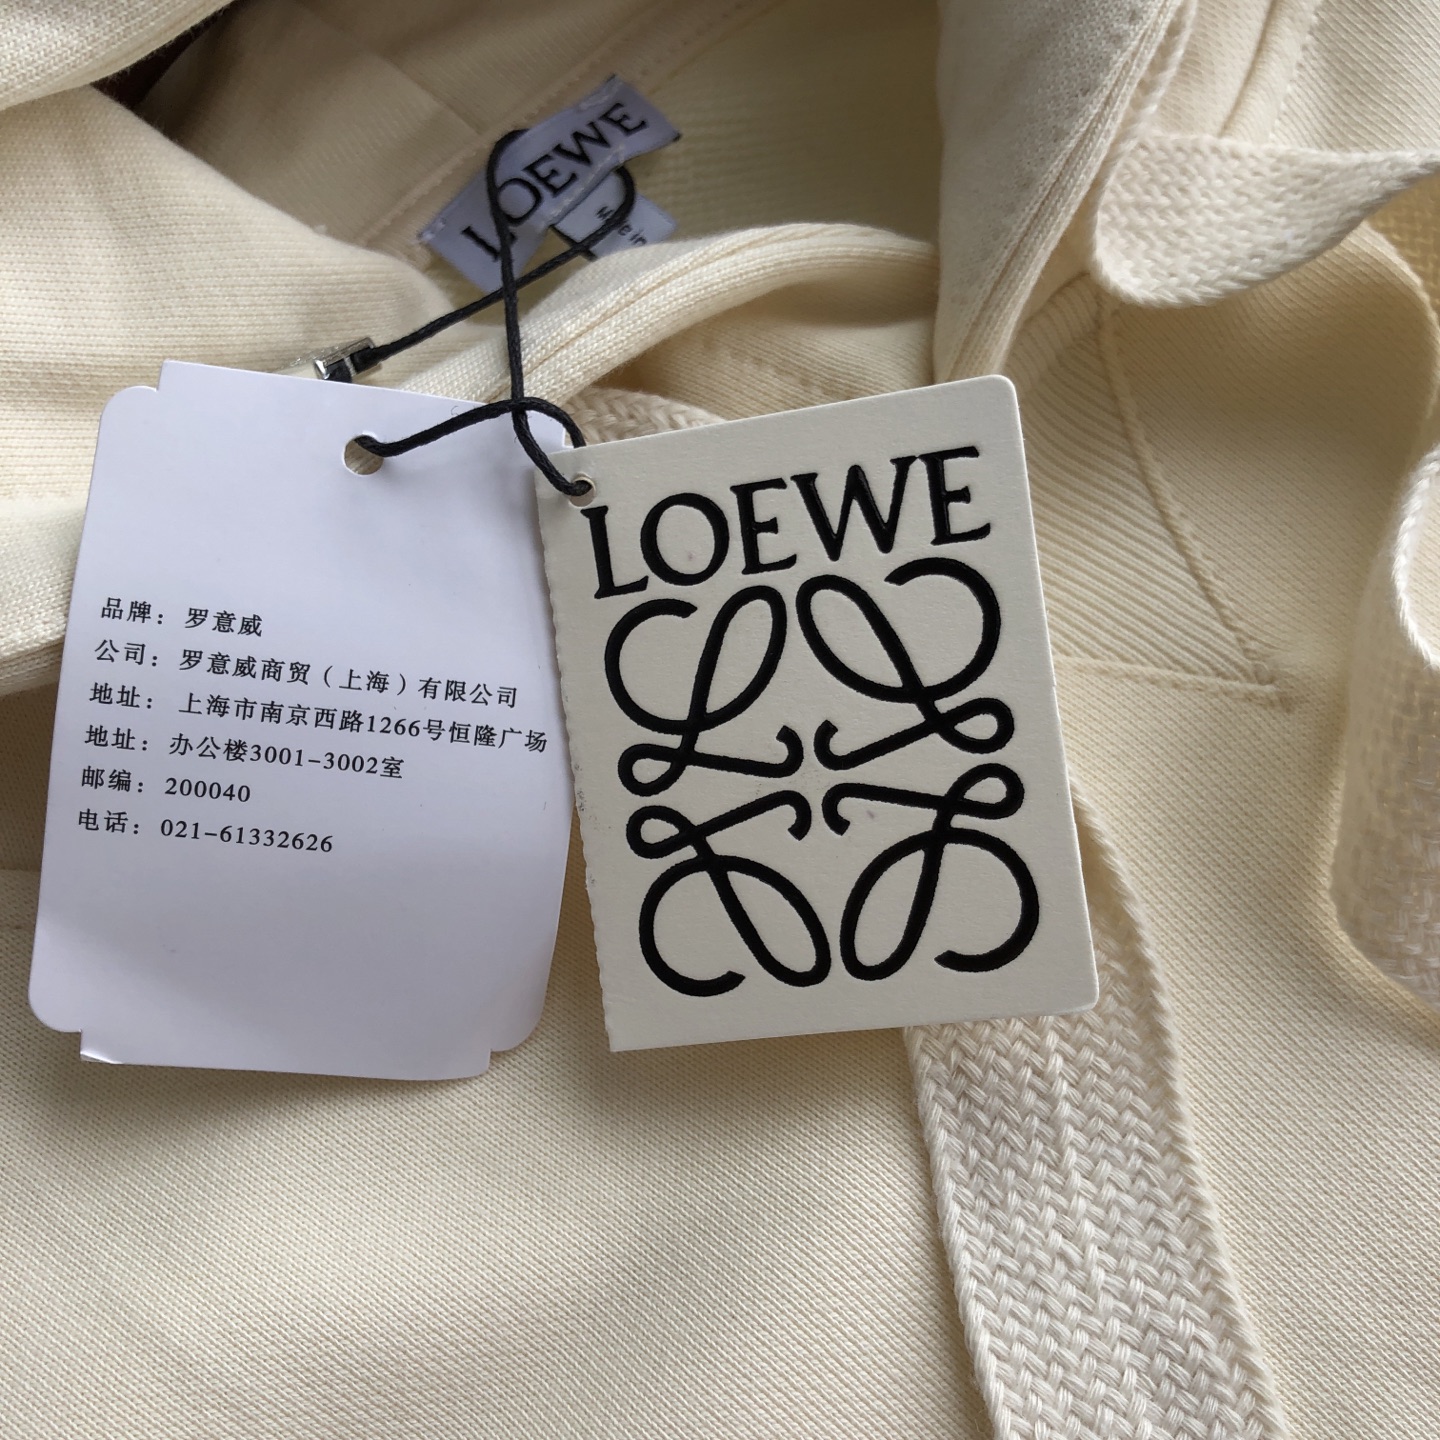 LOEWE
Made in
LOEWE
品牌： 罗意威
公司： 罗意威商贸（上海）有限公司
地址： 上海市南京西路1266号恒隆广场
地址： 办公楼3001-3002室
邮编： 200040
电话： 021-61332626